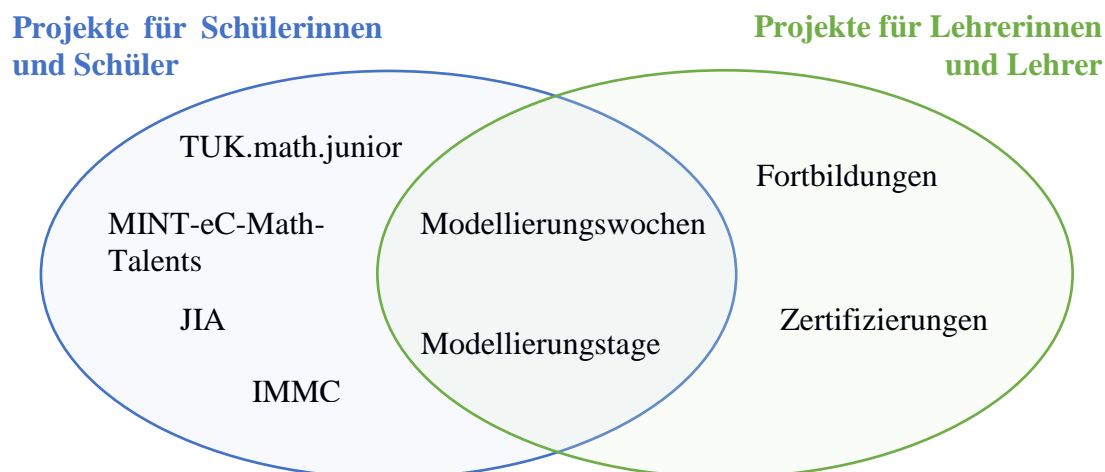 Projekte für Schülerinnen
und Schüler
Projekte für Lehrerinnen
und Lehrer
TUK.math.junior
MINT-eC-Math-
Talents
JIA
IMMC
Modellierungswochen
Modellierungstage
Fortbildungen
Zertifizierungen